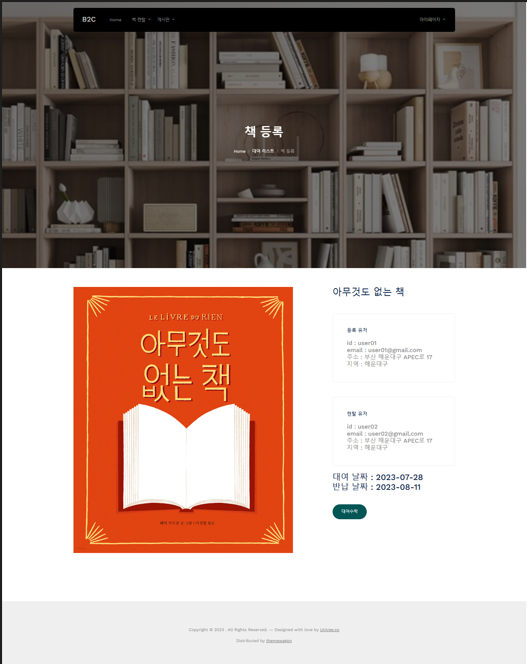 B2C
Home
책 렌탈
게시판
마이페이지
책 등록
Home / 대여 리스트 / 책 등록
LE LIVRE DU RIEN
아무것도
없는 책
아무것도 없는 책
등록 유저
id : user01
email : user01@gmail.com
주소 : 부산 해운대구 APEC로 17
지역 : 해운대구
렌탈 유저
id : user02
email : user02@gmail.com
주소 : 부산 해운대구 APEC로 17
지역 : 해운대구
대여 날짜 : 2023-07-28
반납 날짜 : 2023-08-11
대여수락
Copyright © 2023 . All Rights Reserved. — Designed with love by Untree.co
Distributed by themewagon